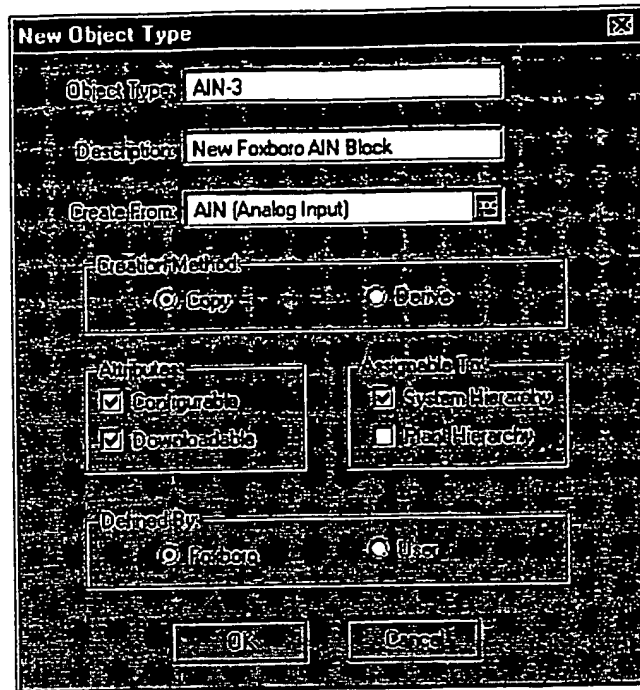 New Object Type
Object Type: AIN-3
Description: New Foxboro AIN Block
Create From: AIN (Analog Input)
Creation Method:
Copy Derive
Attributes: Assignable To:
Configurable System Hierarchy
Downloadable Plant Hierarchy
Defined By:
Foxboro User
OK Cancel